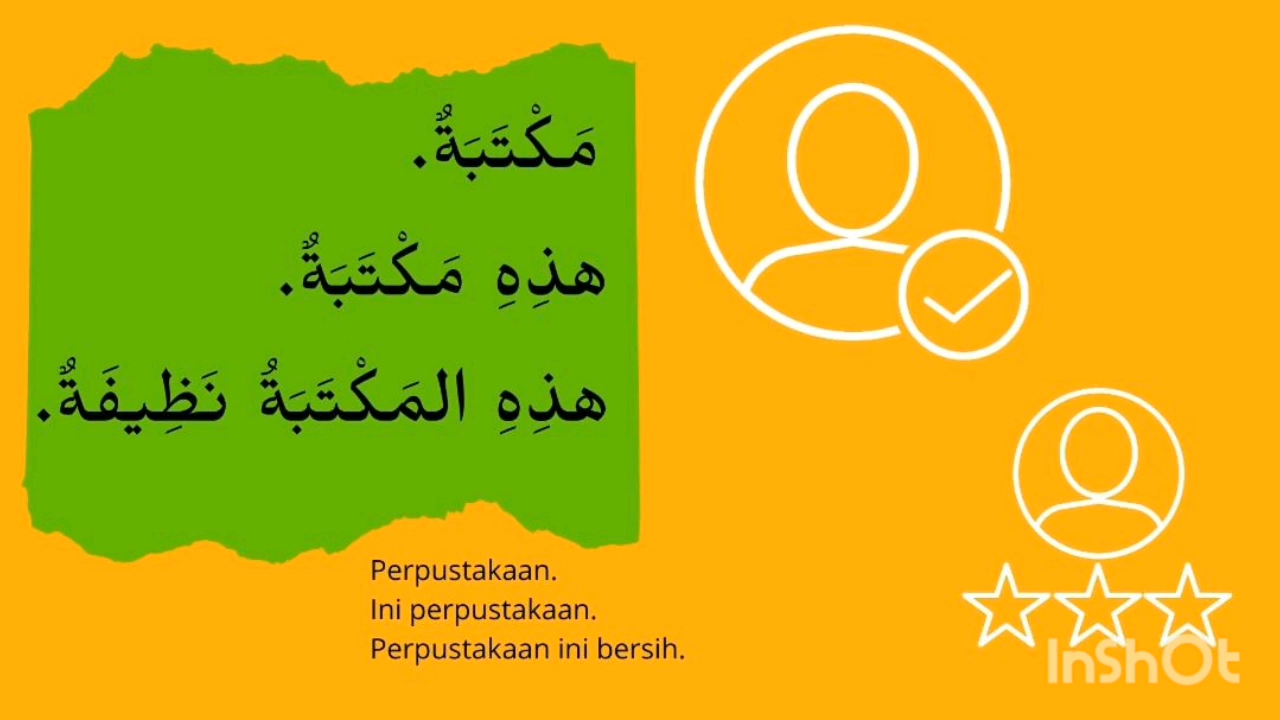 مَكْتَبَةٌ.
هذِهِ مَكْتَبَةٌ.
هذِهِ المَكْتَبَةُ نَظِيفَةٌ.
Perpustakaan.
Ini perpustakaan.
Perpustakaan ini bersih.
InShOt